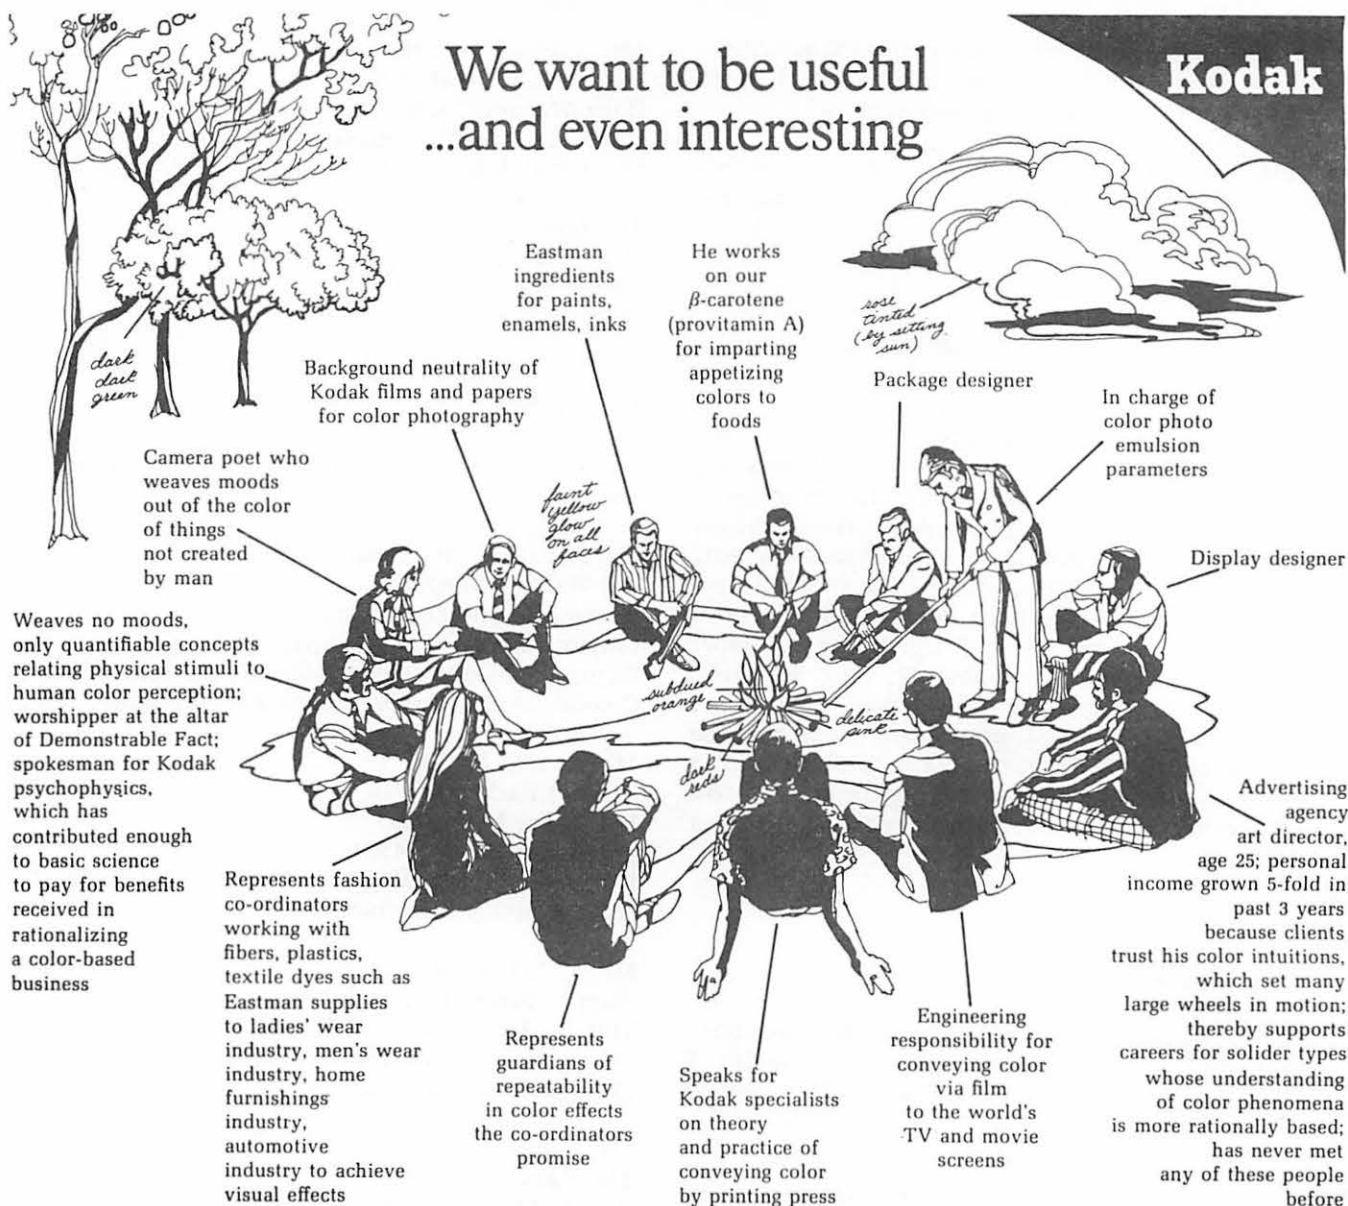 We want to be useful
...and even interesting
Kodak
dark
dark
green
rose
tinted
(by setting
sun)
Eastman
ingredients
for paints,
enamels, inks
He works
on our
β-carotene
(provitamin A)
for imparting
appetizing
colors to
foods
Background neutrality of
Kodak films and papers
for color photography
Package designer
In charge of
color photo
emulsion
parameters
Camera poet who
weaves moods
out of the color
of things
not created
by man
faint
yellow
glow
on all
faces
Display designer
Weaves no moods,
only quantifiable concepts
relating physical stimuli to
human color perception;
worshipper at the altar
of Demonstrable Fact;
spokesman for Kodak
psychophysics,
which has
contributed enough
to basic science
to pay for benefits
received in
rationalizing
a color-based
business
subdued
orange
delicate
pink
dark
reds
Represents fashion
co-ordinators
working with
fibers, plastics,
textile dyes such as
Eastman supplies
to ladies' wear
industry, men's wear
industry, home
furnishings
industry,
automotive
industry to achieve
visual effects
Represents
guardians of
repeatability
in color effects
the co-ordinators
promise
Speaks for
Kodak specialists
on theory
and practice of
conveying color
by printing press
Engineering
responsibility for
conveying color
via film
to the world's
TV and movie
screens
Advertising
agency
art director,
age 25; personal
income grown 5-fold in
past 3 years
because clients
trust his color intuitions,
which set many
large wheels in motion;
thereby supports
careers for solider types
whose understanding
of color phenomena
is more rationally based;
has never met
any of these people
before